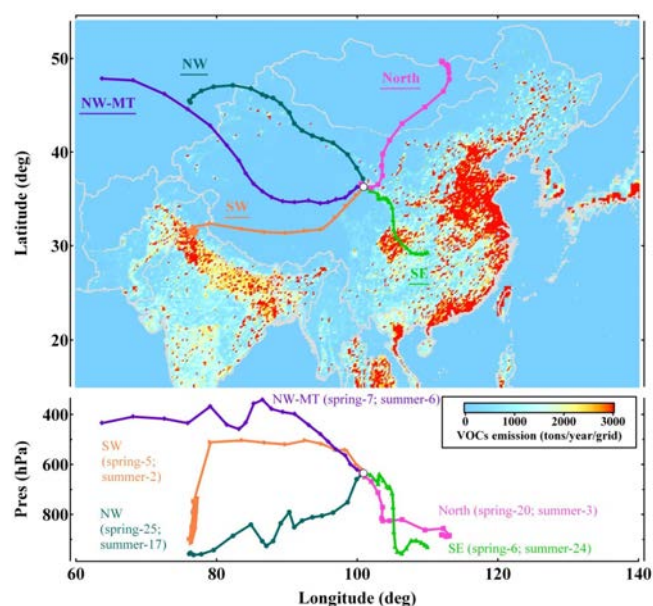 50
40
30
20
Latitude (deg)
NW
North
NW-MT
SW
SE
400
600
800
Pres (hPa)
NW-MT (spring-7; summer-6)
0 1000 2000 3000
VOCs emission (tons/year/grid)
SW
(spring-5;
summer-2)
NW
(spring-25;
summer-17)
North (spring-20; summer-3)
SE (spring-6; summer-24)
60 80 100 120 140
Longitude (deg)